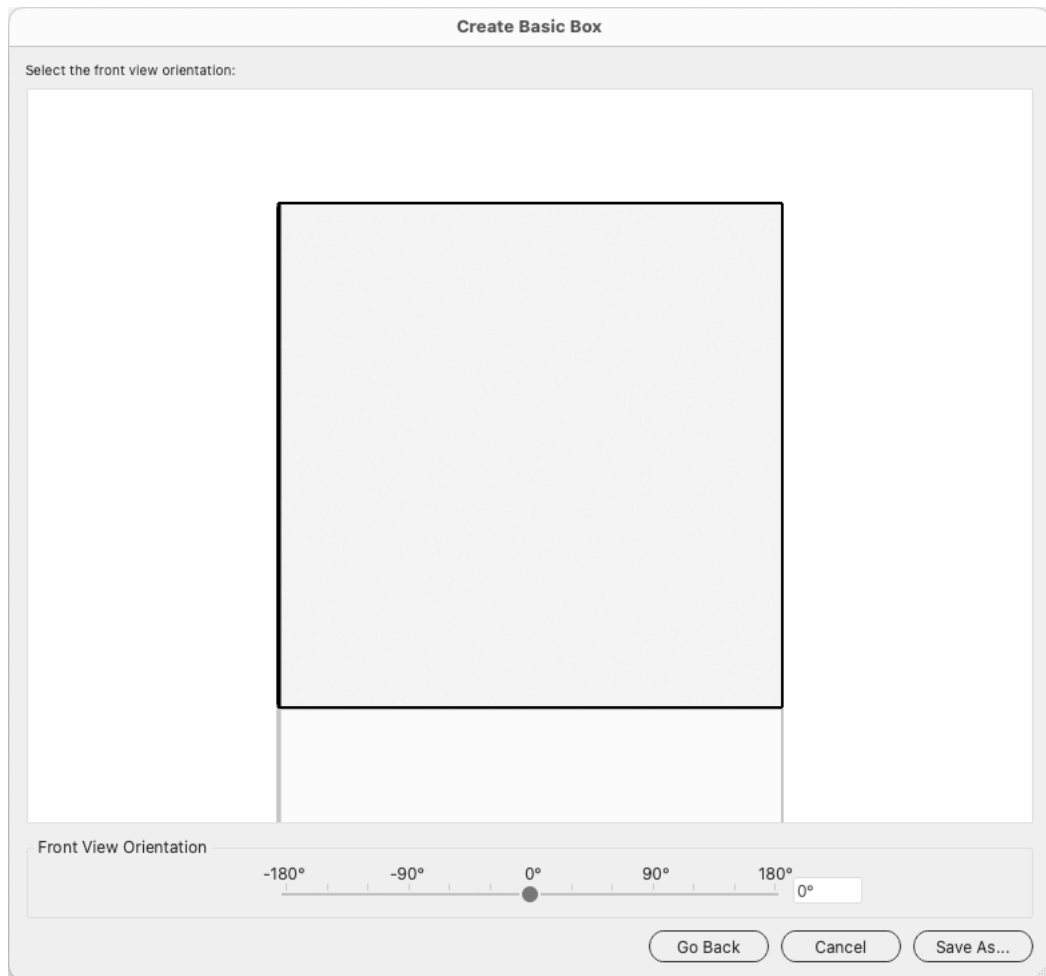 Create Basic Box
Select the front view orientation:
Front View Orientation
-180° -90° 0° 90° 180°
0°
Go Back Cancel Save As...